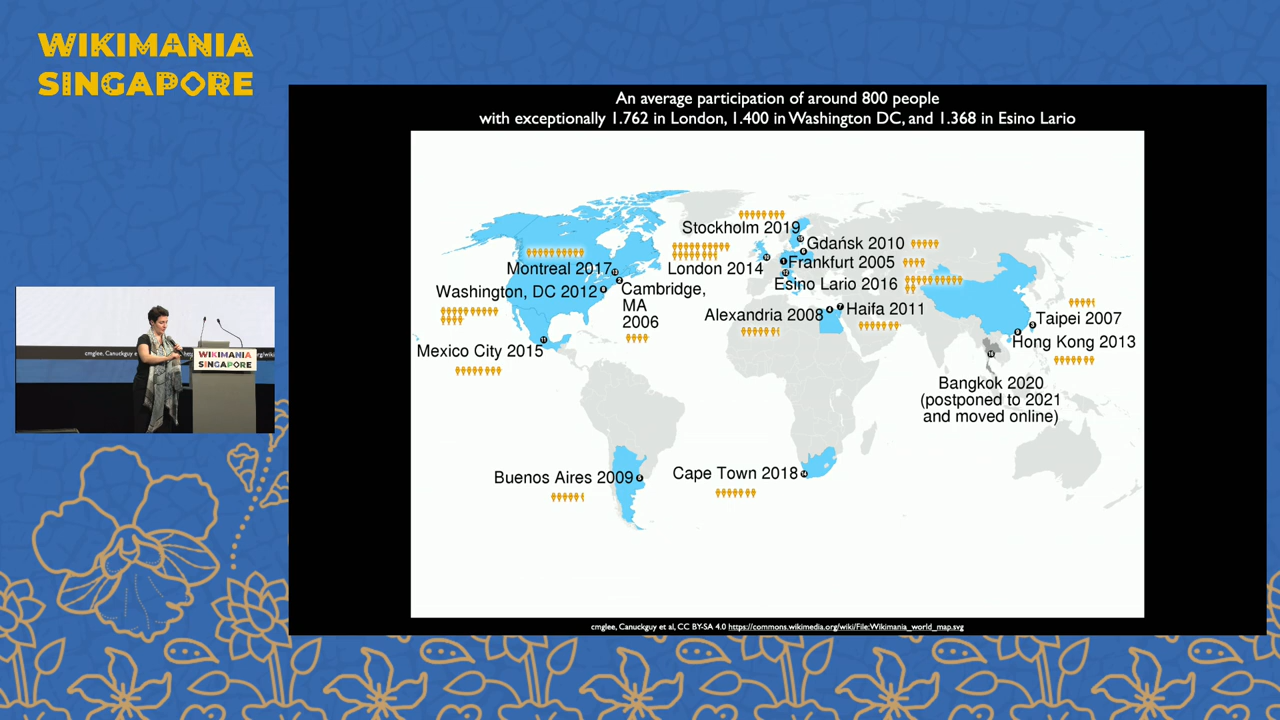 WIKIMANIA
SINGAPORE
An average participation of around 800 people
with exceptionally 1.762 in London, 1.400 in Washington DC, and 1.368 in Esino Lario
Stockholm 2019
Gdańsk 2010
Montreal 2017
London 2014
Frankfurt 2005
Washington, DC 2012
Cambridge,
MA
2006
Esino Lario 2016
Alexandria 2008
Haifa 2011
Taipei 2007
Hong Kong 2013
Mexico City 2015
Bangkok 2020
(postponed to 2021
and moved online)
Buenos Aires 2009
Cape Town 2018
cmglee, Canuckguy et al, CC BY-SA 4.0 https://commons.wikimedia.org/wiki/File:Wikimania_world_map.svg
cmglee, Canuckguy
WIKIMANIA
SINGAPORE